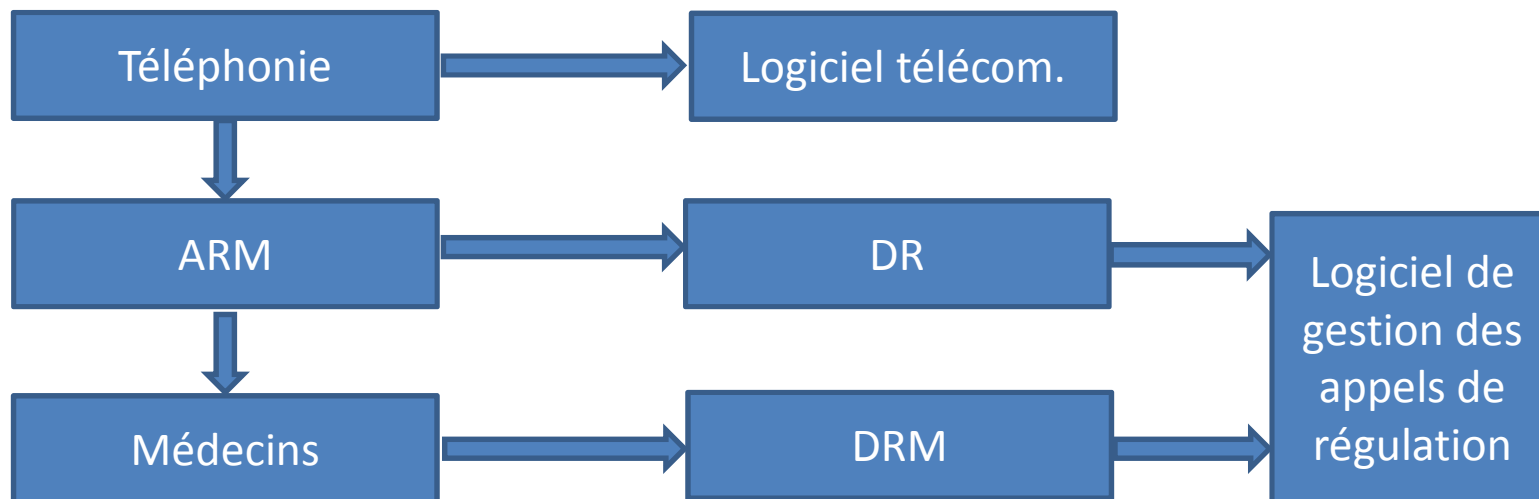 Téléphonie
Logiciel télécom.
ARM
DR
Logiciel de
gestion des
appels de
régulation
Médecins
DRM